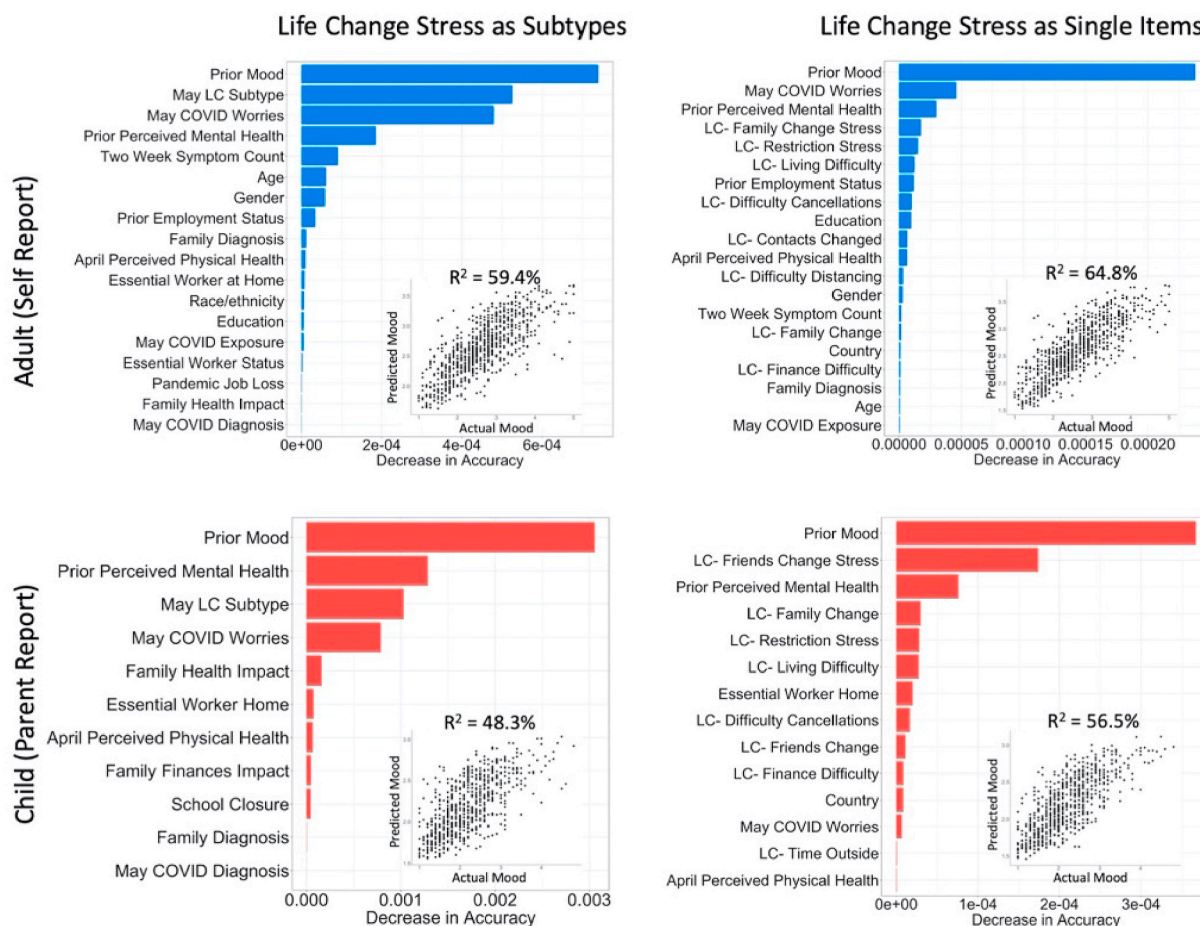 Life Change Stress as Subtypes
Life Change Stress as Single Items
Adult (Self Report)
Prior Mood
May LC Subtype
May COVID Worries
Prior Perceived Mental Health
Two Week Symptom Count
Age
Gender
Prior Employment Status
Family Diagnosis
April Perceived Physical Health
Essential Worker at Home
Race/ethnicity
Education
May COVID Exposure
Essential Worker Status
Pandemic Job Loss
Family Health Impact
May COVID Diagnosis
R² = 59.4%
Predicted Mood
Actual Mood
0e+00 2e-04 4e-04 6e-04
Decrease in Accuracy
Prior Mood
May COVID Worries
Prior Perceived Mental Health
LC- Family Change Stress
LC- Restriction Stress
LC- Living Difficulty
Prior Employment Status
LC- Difficulty Cancellations
Education
LC- Contacts Changed
April Perceived Physical Health
LC- Difficulty Distancing
Gender
Two Week Symptom Count
LC- Family Change
Country
LC- Finance Difficulty
Family Diagnosis
Age
May COVID Exposure
R² = 64.8%
Predicted Mood
Actual Mood
0.00000 0.00005 0.00010 0.00015 0.00020
Decrease in Accuracy
Child (Parent Report)
Prior Mood
Prior Perceived Mental Health
May LC Subtype
May COVID Worries
Family Health Impact
Essential Worker Home
April Perceived Physical Health
Family Finances Impact
School Closure
Family Diagnosis
May COVID Diagnosis
R² = 48.3%
Predicted Mood
Actual Mood
0.000 0.001 0.002 0.003
Decrease in Accuracy
Prior Mood
LC- Friends Change Stress
Prior Perceived Mental Health
LC- Family Change
LC- Restriction Stress
LC- Living Difficulty
Essential Worker Home
LC- Difficulty Cancellations
LC- Friends Change
LC- Finance Difficulty
Country
May COVID Worries
LC- Time Outside
April Perceived Physical Health
R² = 56.5%
Predicted Mood
Actual Mood
0e+00 1e-04 2e-04 3e-04
Decrease in Accuracy